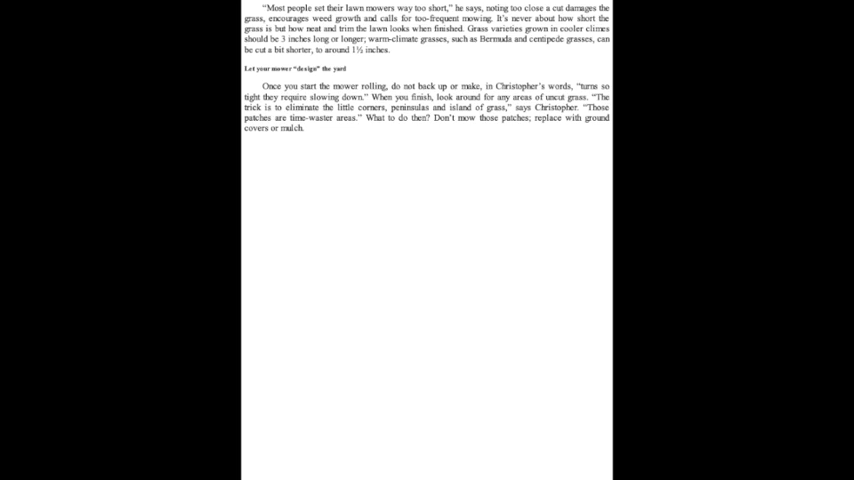 “Most people set their lawn mowers way too short,” he says, noting too close a cut damages the
grass, encourages weed growth and calls for too-frequent mowing. It’s never about how short the
grass is but how neat and trim the lawn looks when finished. Grass varieties grown in cooler climes
should be 3 inches long or longer; warm-climate grasses, such as Bermuda and centipede grasses, can
be cut a bit shorter, to around 1½ inches.
Let your mower “design” the yard
Once you start the mower rolling, do not back up or make, in Christopher’s words, “turns so
tight they require slowing down.” When you finish, look around for any areas of uncut grass. “The
trick is to eliminate the little corners, peninsulas and island of grass,” says Christopher. “Those
patches are time-waster areas.” What to do then? Don’t mow those patches; replace with ground
covers or mulch.